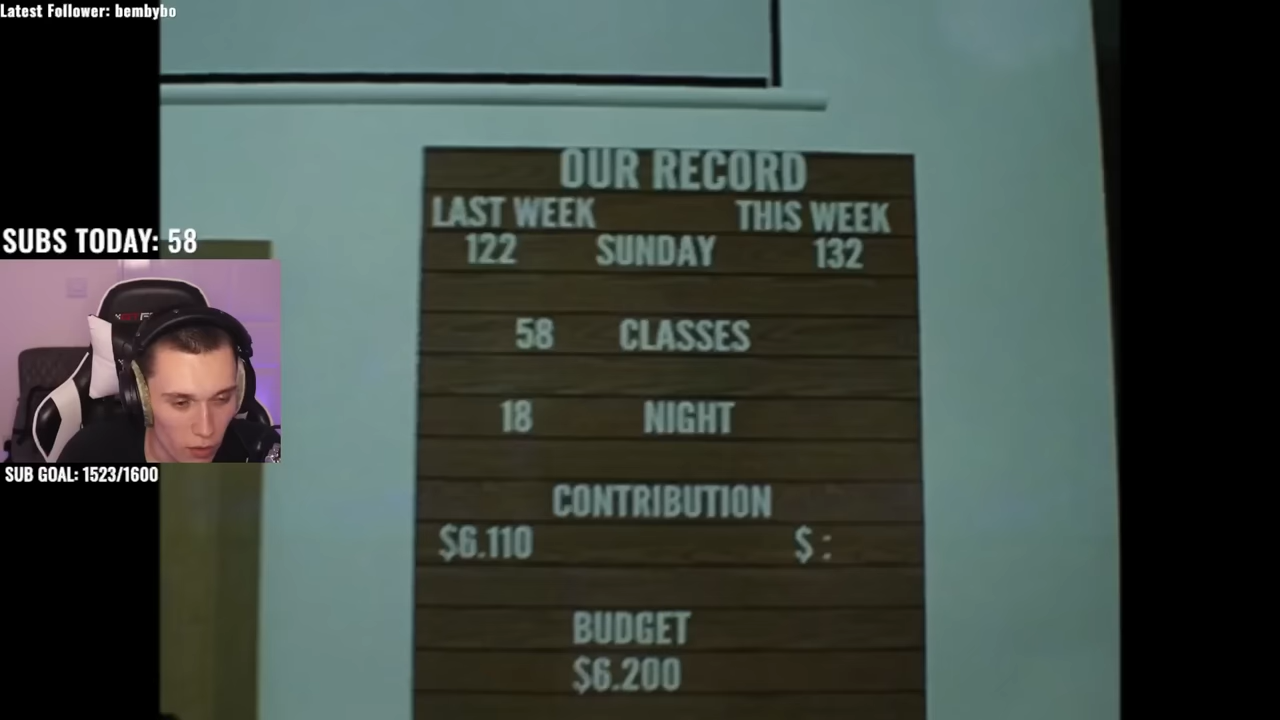 Latest Follower: bembybo
OUR RECORD
LAST WEEK THIS WEEK
122 SUNDAY 132
SUBS TODAY: 58
58 CLASSES
18 NIGHT
SUB GOAL: 1523/1600
CONTRIBUTION
$6.110 $ :
BUDGET
$6.200